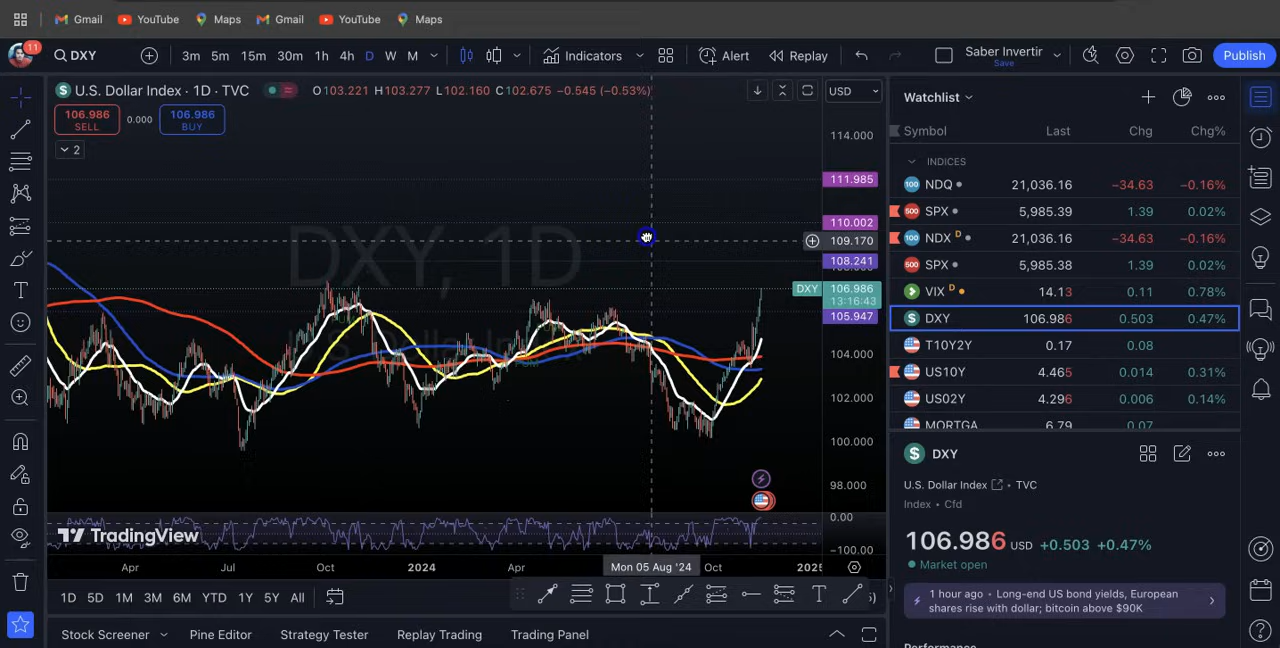 Gmail YouTube Maps Gmail YouTube Maps
11 DXY 3m 5m 15m 30m 1h 4h D W M Indicators Alert Replay Saber Invertir Save Publish
U.S. Dollar Index · 1D · TVC O103.221 H103.277 L102.160 C102.675 −0.545 (−0.53%) USD
106.986 SELL 0.000 106.986 BUY
2
DXY, 1D
114.000
111.985
110.002
109.170
108.241
DXY 106.986
13:16:43
105.947
104.000
102.000
100.000
98.000
0.00
−100.00
TradingView
Apr Jul Oct 2024 Apr Mon 05 Aug '24 Oct 2025
1D 5D 1M 3M 6M YTD 1Y 5Y All
Stock Screener Pine Editor Strategy Tester Replay Trading Trading Panel
Watchlist
Symbol Last Chg Chg%
INDICES
NDQ 21,036.16 −34.63 −0.16%
SPX 5,985.39 1.39 0.02%
NDX D 21,036.16 −34.63 −0.16%
SPX 5,985.38 1.39 0.02%
VIX D 14.13 0.11 0.78%
DXY 106.986 0.503 0.47%
T10Y2Y 0.17 0.08
US10Y 4.465 0.014 0.31%
US02Y 4.296 0.006 0.14%
MORTGA 6.79 0.07
DXY
U.S. Dollar Index • TVC
Index • Cfd
106.986 USD +0.503 +0.47%
Market open
1 hour ago • Long-end US bond yields, European
shares rise with dollar; bitcoin above $90K
Performance